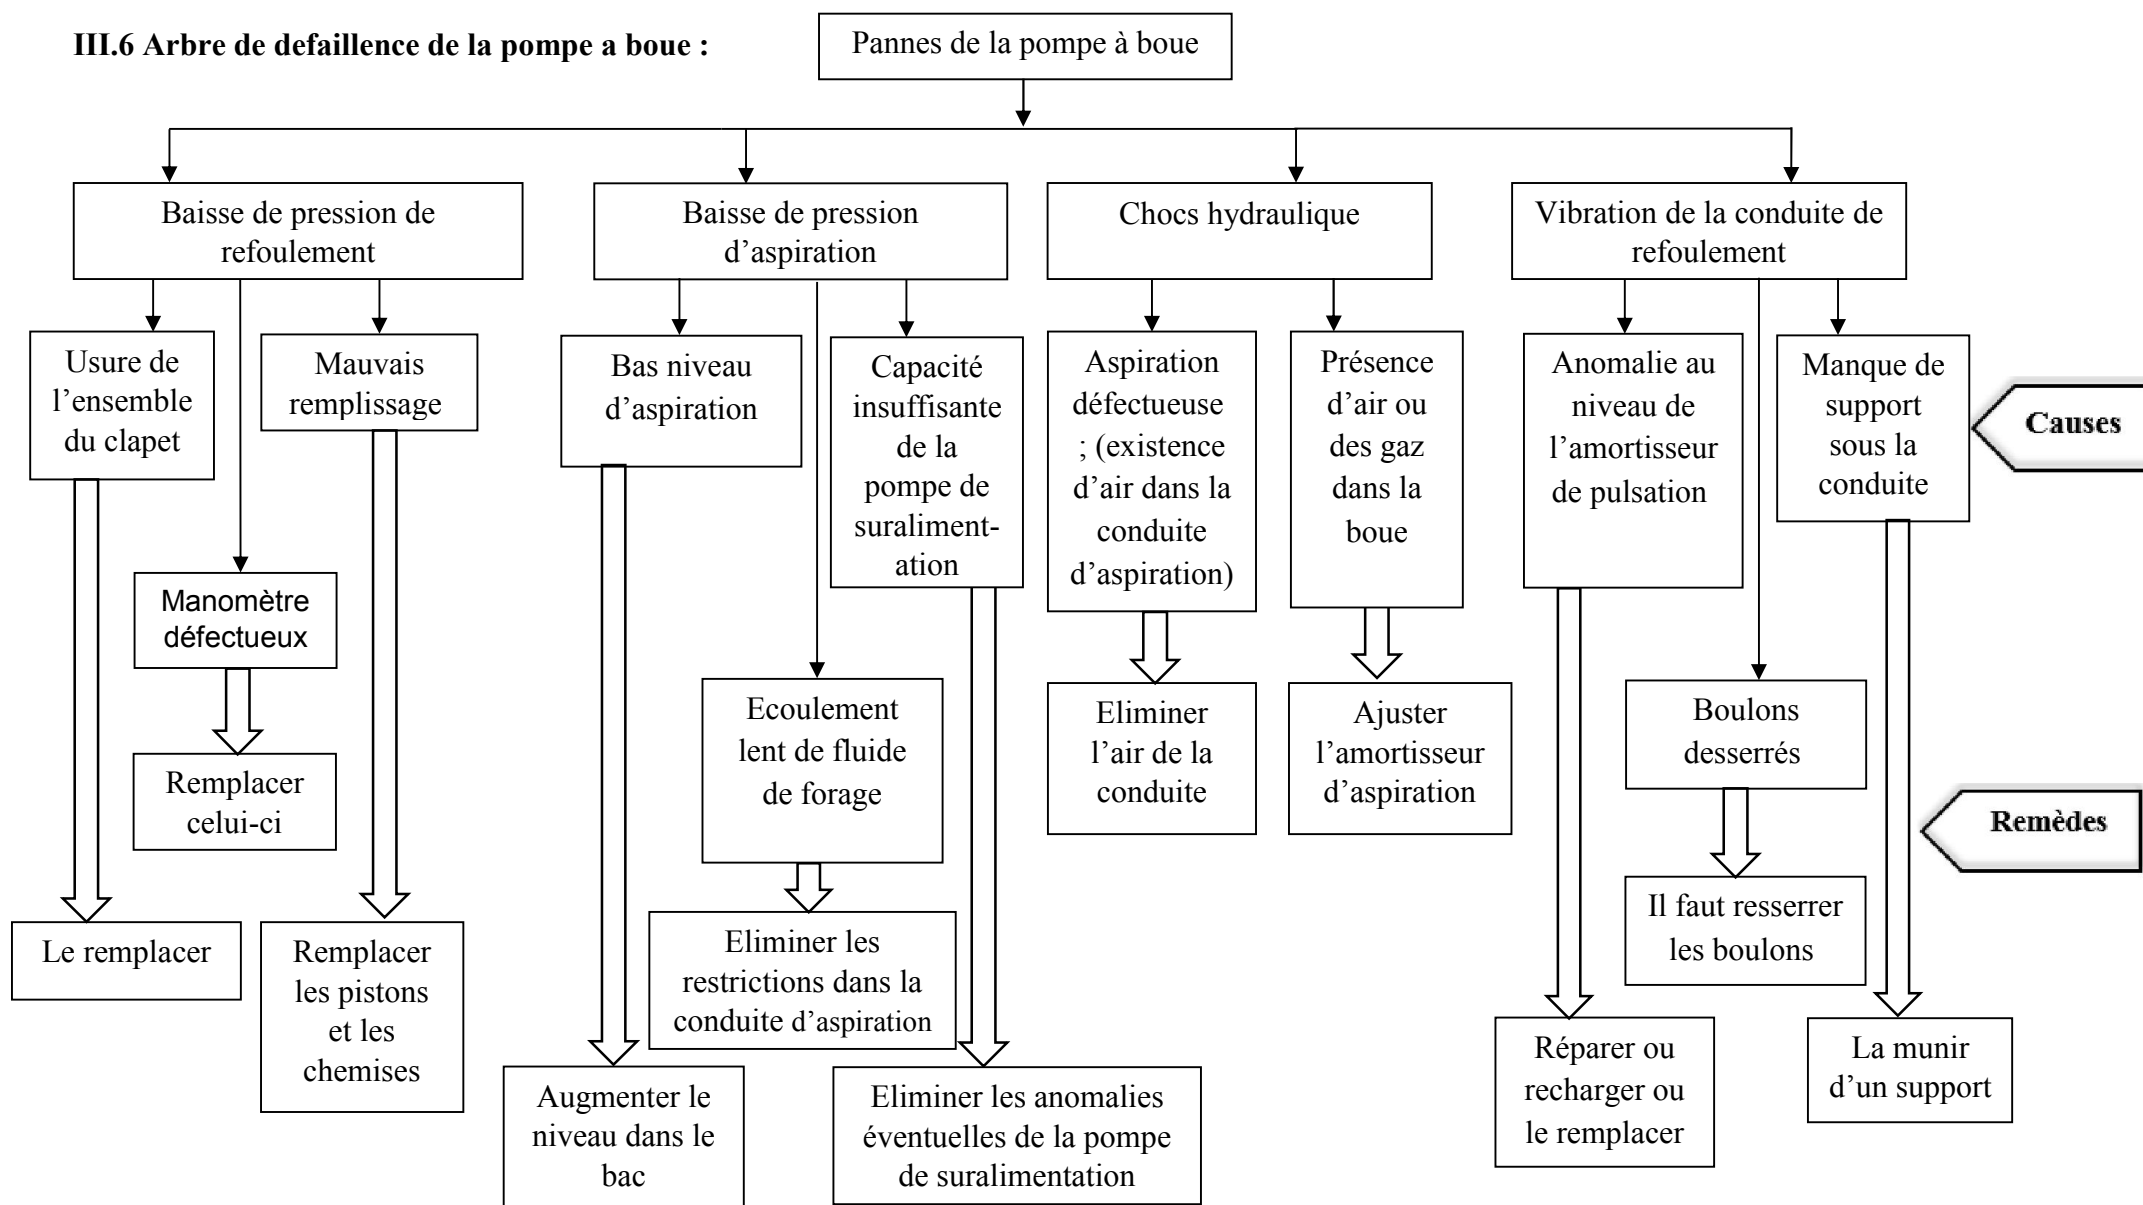 III.6 Arbre de defaillence de la pompe a boue :
Pannes de la pompe à boue
Baisse de pression de
refoulement
Baisse de pression
d’aspiration
Chocs hydraulique
Vibration de la conduite de
refoulement
Usure de
l’ensemble
du clapet
Mauvais
remplissage
Bas niveau
d’aspiration
Capacité
insuffisante
de la
pompe de
suraliment-
ation
Aspiration
défectueuse
; (existence
d’air dans la
conduite
d’aspiration)
Présence
d’air ou
des gaz
dans la
boue
Anomalie au
niveau de
l’amortisseur
de pulsation
Manque de
support
sous la
conduite
Causes
Manomètre
défectueux
Remplacer
celui-ci
Ecoulement
lent de fluide
de forage
Eliminer
l’air de la
conduite
Ajuster
l’amortisseur
d’aspiration
Boulons
desserrés
Remèdes
Le remplacer
Remplacer
les pistons
et les
chemises
Eliminer les
restrictions dans la
conduite d’aspiration
Il faut resserrer
les boulons
Augmenter le
niveau dans le
bac
Eliminer les anomalies
éventuelles de la pompe
de suralimentation
Réparer ou
recharger ou
le remplacer
La munir
d’un support